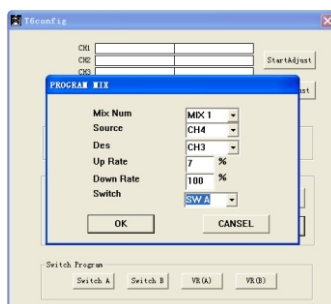 T6config
CH1
CH2
StartAdjust
CH3
PROGRAM MIX
Mix Num MIX 1
Source CH4
Des CH3
Up Rate 7 %
Down Rate 100 %
Switch SW A
OK CANSEL
Switch Program
Switch A Switch B VR(A) VR(B)